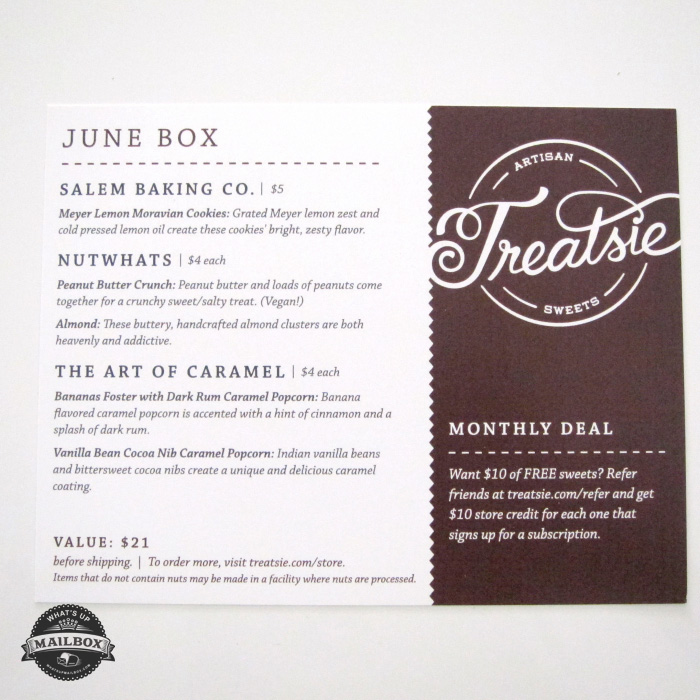 JUNE BOX
SALEM BAKING CO. | $5
Meyer Lemon Moravian Cookies: Grated Meyer lemon zest and
cold pressed lemon oil create these cookies' bright, zesty flavor.
NUTWHATS | $4 each
Peanut Butter Crunch: Peanut butter and loads of peanuts come
together for a crunchy sweet/salty treat. (Vegan!)
Almond: These buttery, handcrafted almond clusters are both
heavenly and addictive.
THE ART OF CARAMEL | $4 each
Bananas Foster with Dark Rum Caramel Popcorn: Banana
flavored caramel popcorn is accented with a hint of cinnamon and a
splash of dark rum.
Vanilla Bean Cocoa Nib Caramel Popcorn: Indian vanilla beans
and bittersweet cocoa nibs create a unique and delicious caramel
coating.
VALUE: $21
before shipping. | To order more, visit treatsie.com/store.
Items that do not contain nuts may be made in a facility where nuts are processed.
ARTISAN
Treatsie
SWEETS
MONTHLY DEAL
Want $10 of FREE sweets? Refer
friends at treatsie.com/refer and get
$10 store credit for each one that
signs up for a subscription.
WHAT'S UP
MAILBOX